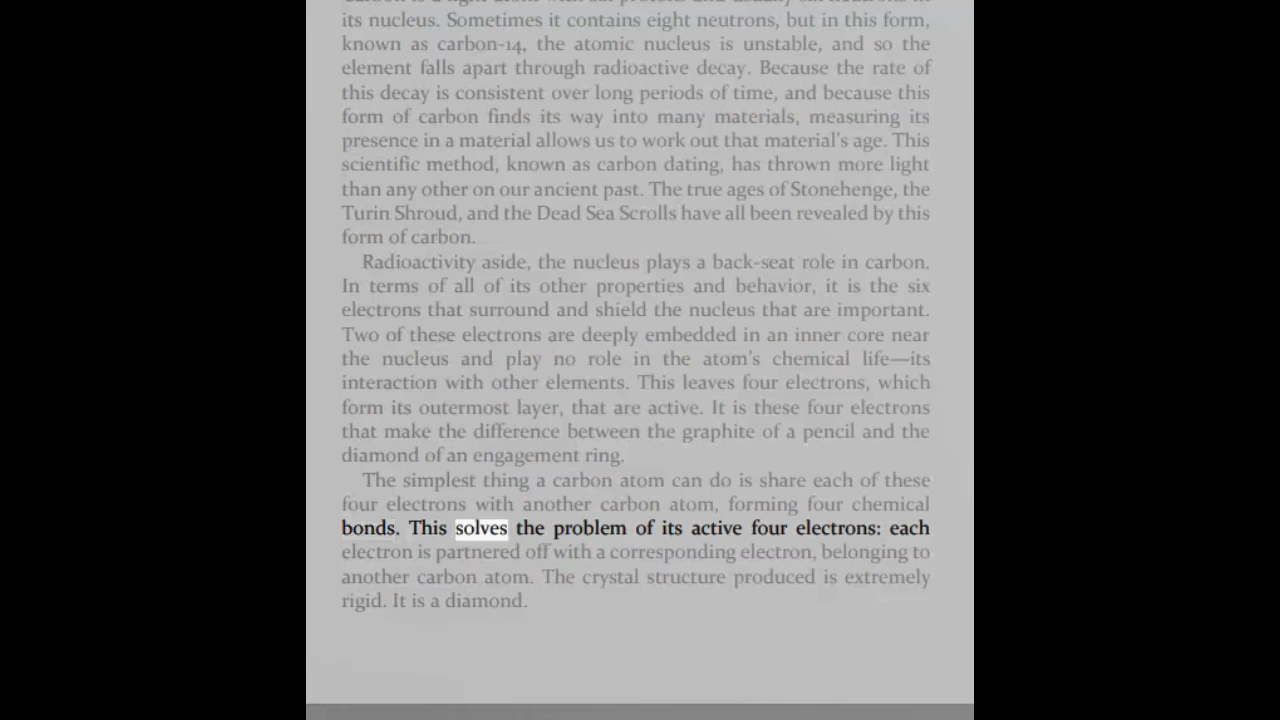 its nucleus. Sometimes it contains eight neutrons, but in this form,
known as carbon-14, the atomic nucleus is unstable, and so the
element falls apart through radioactive decay. Because the rate of
this decay is consistent over long periods of time, and because this
form of carbon finds its way into many materials, measuring its
presence in a material allows us to work out that material's age. This
scientific method, known as carbon dating, has thrown more light
than any other on our ancient past. The true ages of Stonehenge, the
Turin Shroud, and the Dead Sea Scrolls have all been revealed by this
form of carbon.
Radioactivity aside, the nucleus plays a back-seat role in carbon.
In terms of all of its other properties and behavior, it is the six
electrons that surround and shield the nucleus that are important.
Two of these electrons are deeply embedded in an inner core near
the nucleus and play no role in the atom's chemical life—its
interaction with other elements. This leaves four electrons, which
form its outermost layer, that are active. It is these four electrons
that make the difference between the graphite of a pencil and the
diamond of an engagement ring.
The simplest thing a carbon atom can do is share each of these
four electrons with another carbon atom, forming four chemical
bonds. This solves the problem of its active four electrons: each
electron is partnered off with a corresponding electron, belonging to
another carbon atom. The crystal structure produced is extremely
rigid. It is a diamond.